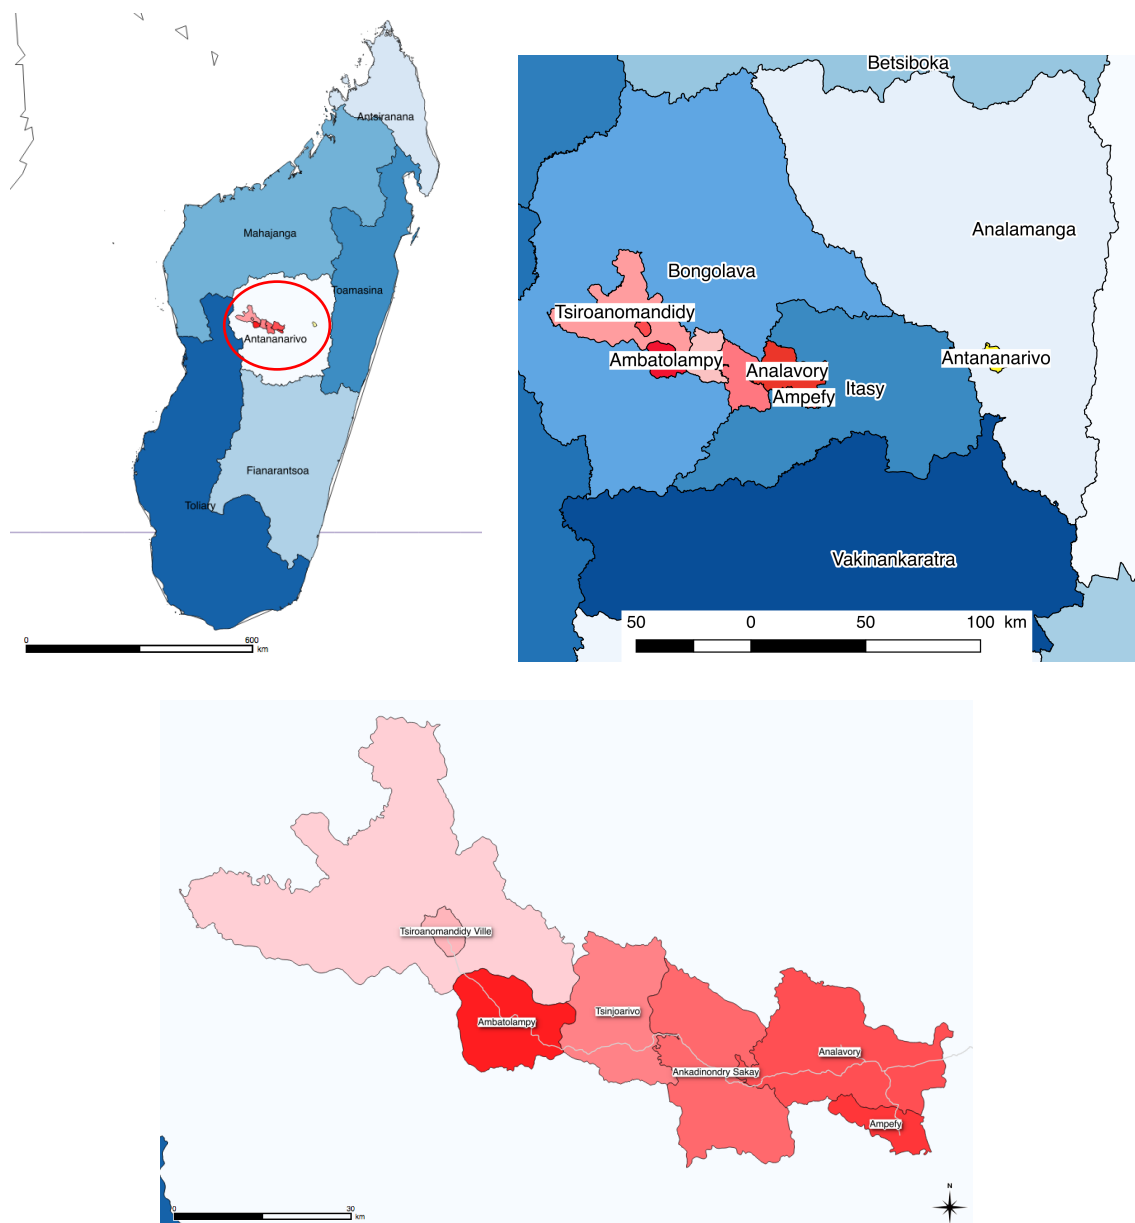 Antsiranana
Mahajanga
Toamasina
Antananarivo
Fianarantsoa
Toliary
0 600
km
Betsiboka
Analamanga
Bongolava
Tsiroanomandidy
Ambatolampy
Antananarivo
Analavory
Itasy
Ampefy
Vakinankaratra
50 0 50 100 km
Tsiroanomandidy Ville
Ambatolampy
Tsinjoarivo
Analavory
Ankadinondry Sakay
Ampefy
N
0 30
km